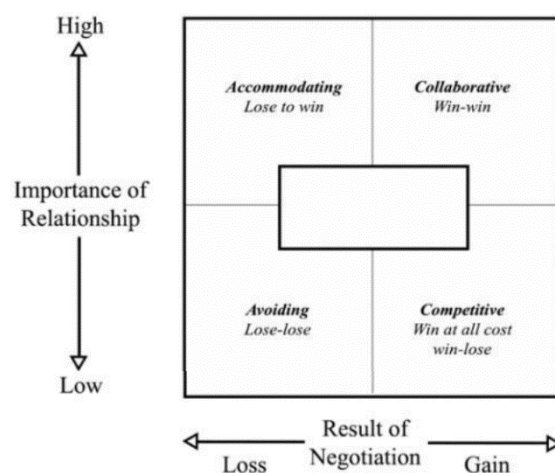 High
Importance of
Relationship
Low
Accommodating
Lose to win
Collaborative
Win-win
Avoiding
Lose-lose
Competitive
Win at all cost
win-lose
Result of
Negotiation
Loss
Gain